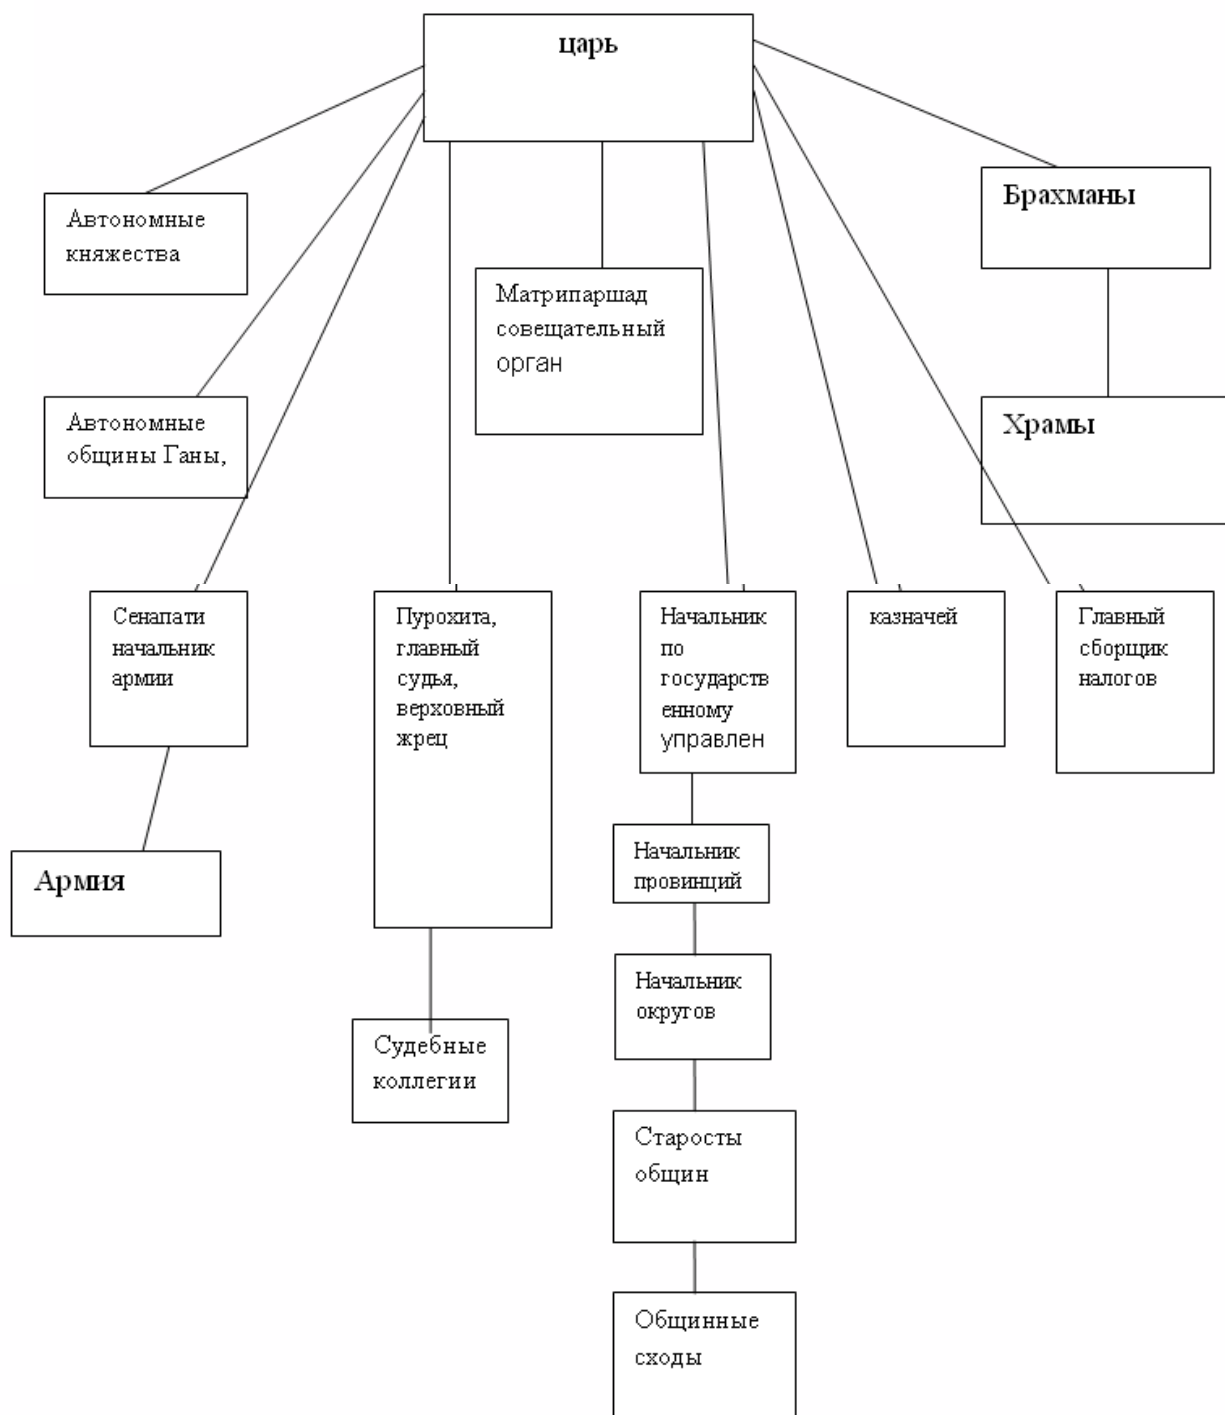 царь
Автономные
княжества
Брахманы
Матрипаршад
совещательный
орган
Автономные
общины Ганы,
Храмы
Сенапати
начальник
армии
Пурохита,
главный
судья,
верховный
жрец
Начальник
по
государств
енному
управлен
казначей
Главный
сборщик
налогов
Армия
Начальник
провинций
Начальник
округов
Судебные
коллегии
Старосты
общин
Общинные
сходы